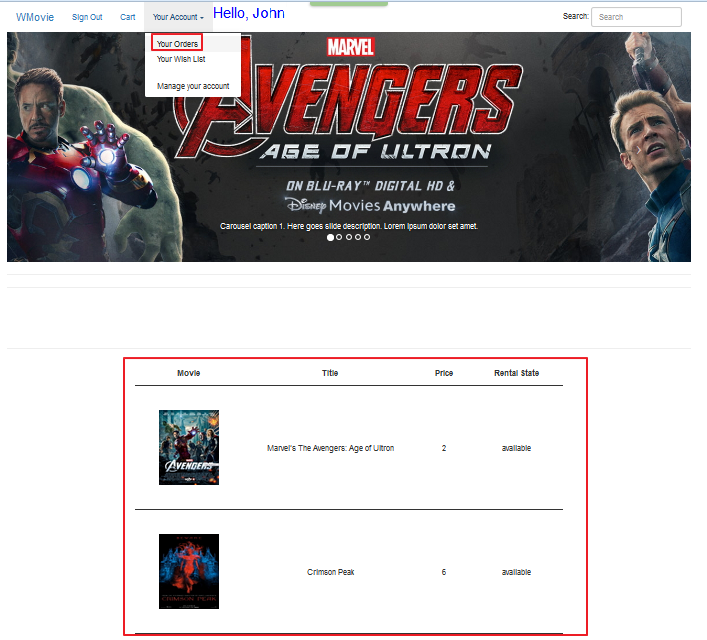 WMovie Sign Out Cart Your Account Hello, John Search: Search
Your Orders
Your Wish List
Manage your account
MARVEL
AVENGERS
AGE OF ULTRON
ON BLU-RAY™ DIGITAL HD &
Disney Movies Anywhere
Carousel caption 1. Here goes slide description. Lorem ipsum dolor set amet.
Movie Title Price Rental State
AVENGERS
Marvel's The Avengers: Age of Ultron 2 available
Crimson Peak 6 available
CRIMSON PEAK